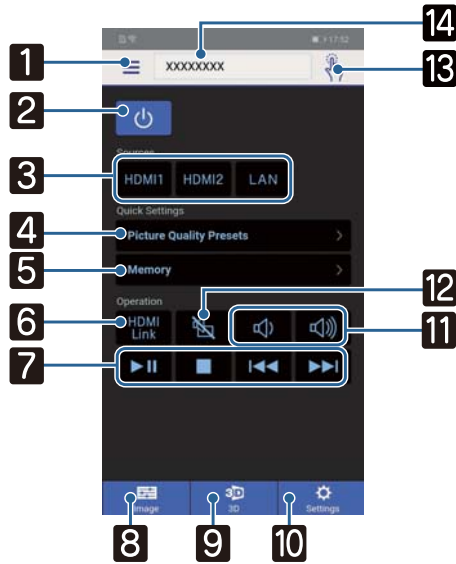 14
17:52
1
XXXXXXXX
13
2
Sources
3
HDMI1 HDMI2 LAN
Quick Settings
4
Picture Quality Presets
5
Memory
Operation
12
6
HDMI
Link
11
7
Image
3D
3D
Settings
8
9
10